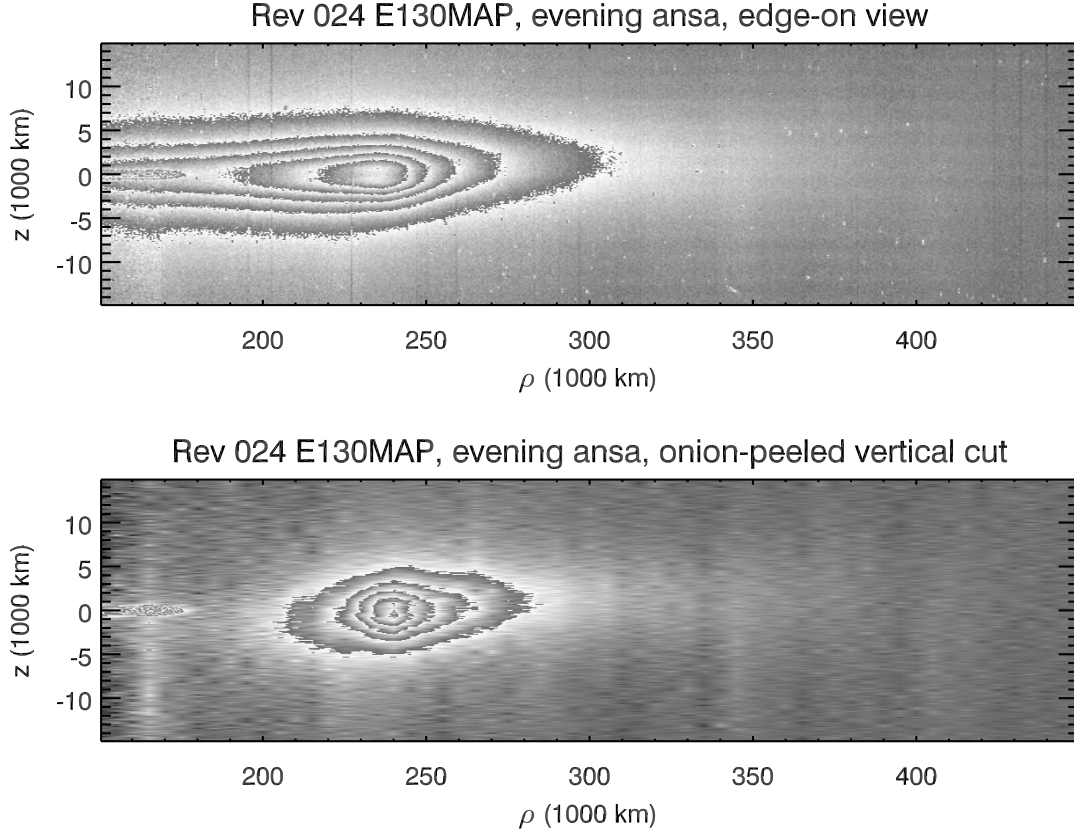 Rev 024 E130MAP, evening ansa, edge-on view
10
5
0
-5
-10
z (1000 km)
200 250 300 350 400
ρ (1000 km)
Rev 024 E130MAP, evening ansa, onion-peeled vertical cut
10
5
0
-5
-10
z (1000 km)
200 250 300 350 400
ρ (1000 km)